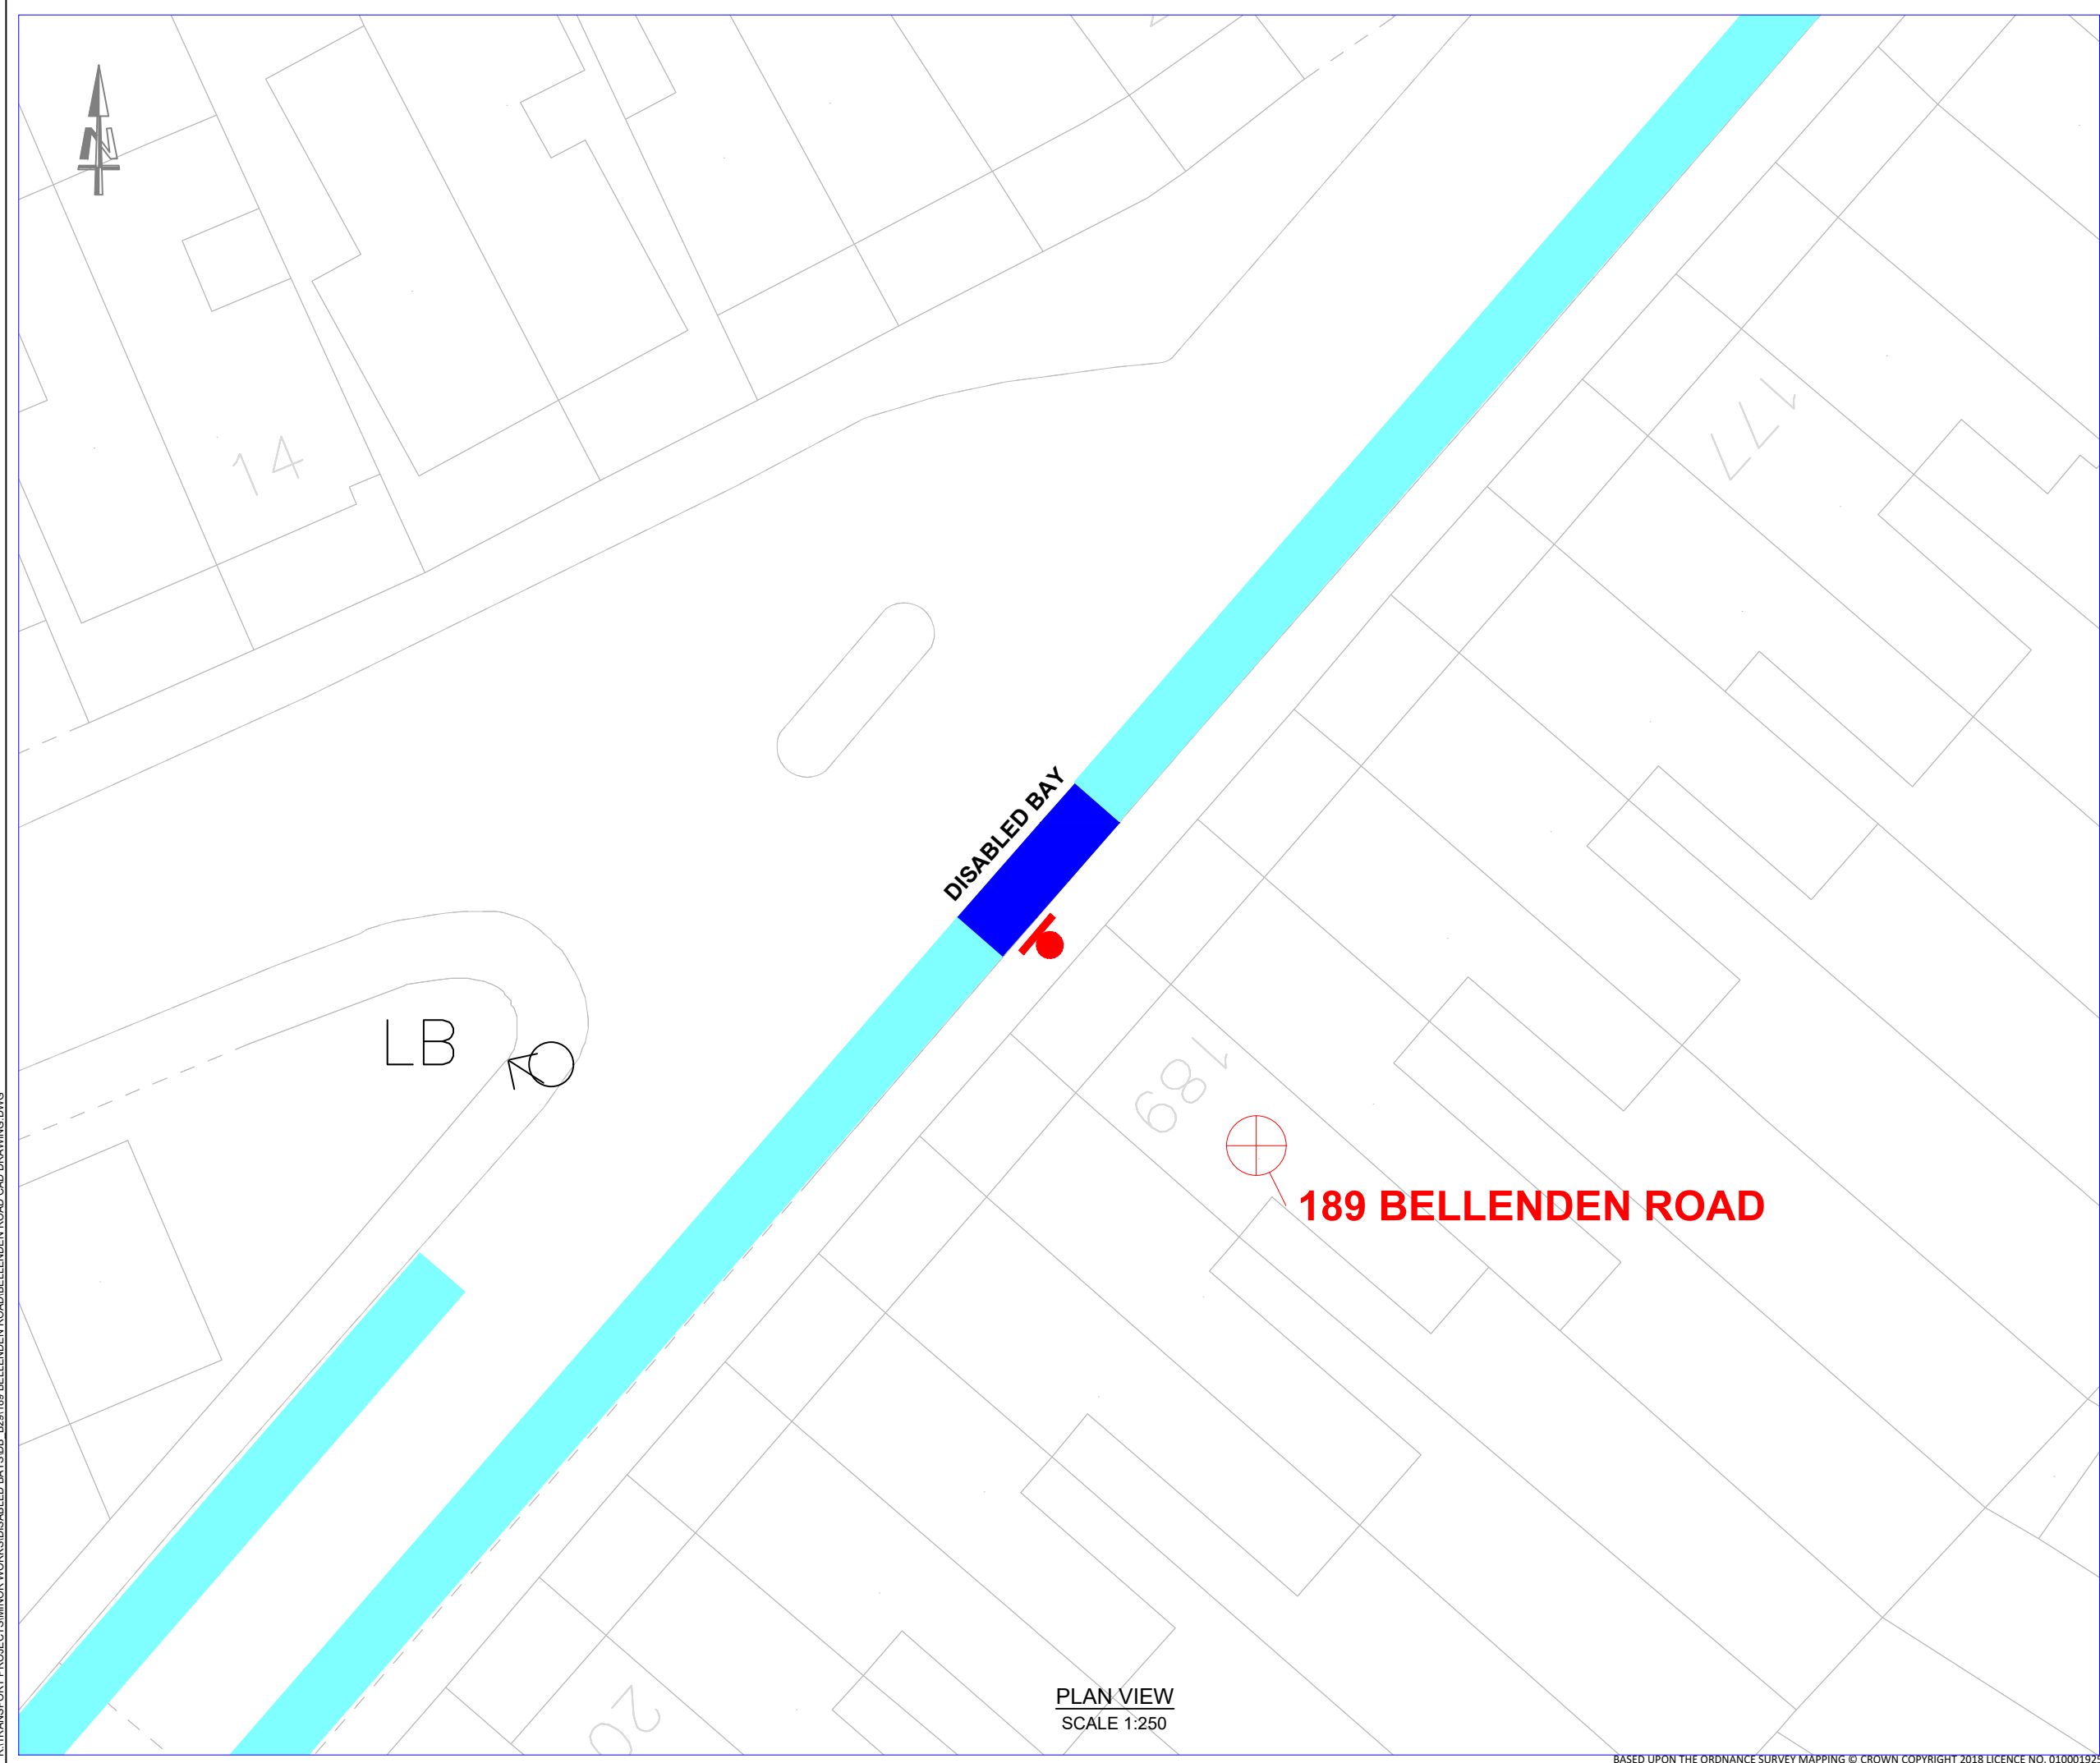 N
14
177
DISABLED BAY
LB
189
189 BELLENDEN ROAD
20
PLAN VIEW
SCALE 1:250
BASED UPON THE ORDNANCE SURVEY MAPPING © CROWN COPYRIGHT 2018 LICENCE NO. 010001925